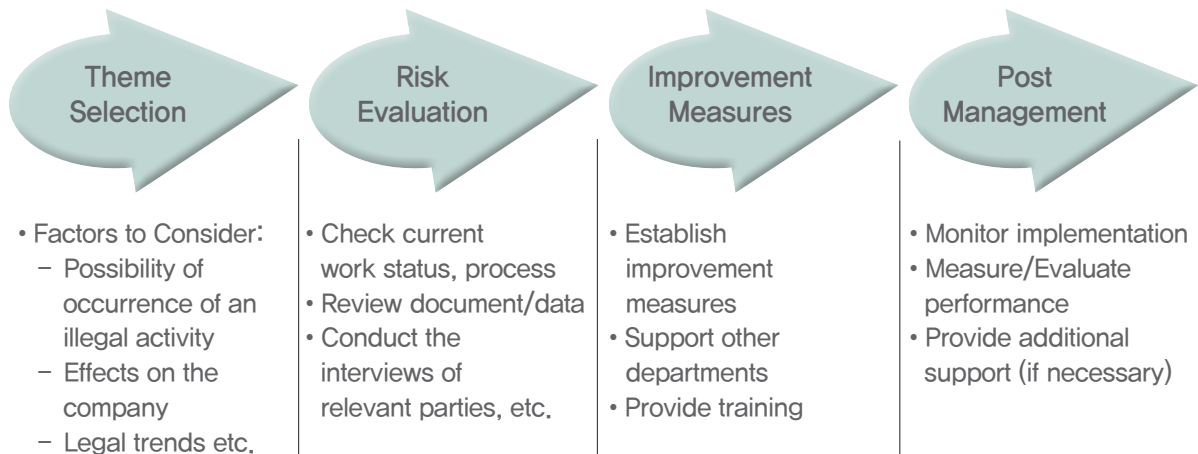 Theme
Selection
• Factors to Consider:
– Possibility of
occurrence of an
illegal activity
– Effects on the
company
– Legal trends etc.
Risk
Evaluation
• Check current
work status, process
• Review document/data
• Conduct the
interviews of
relevant parties, etc.
Improvement
Measures
• Establish
improvement
measures
• Support other
departments
• Provide training
Post
Management
• Monitor implementation
• Measure/Evaluate
performance
• Provide additional
support (if necessary)